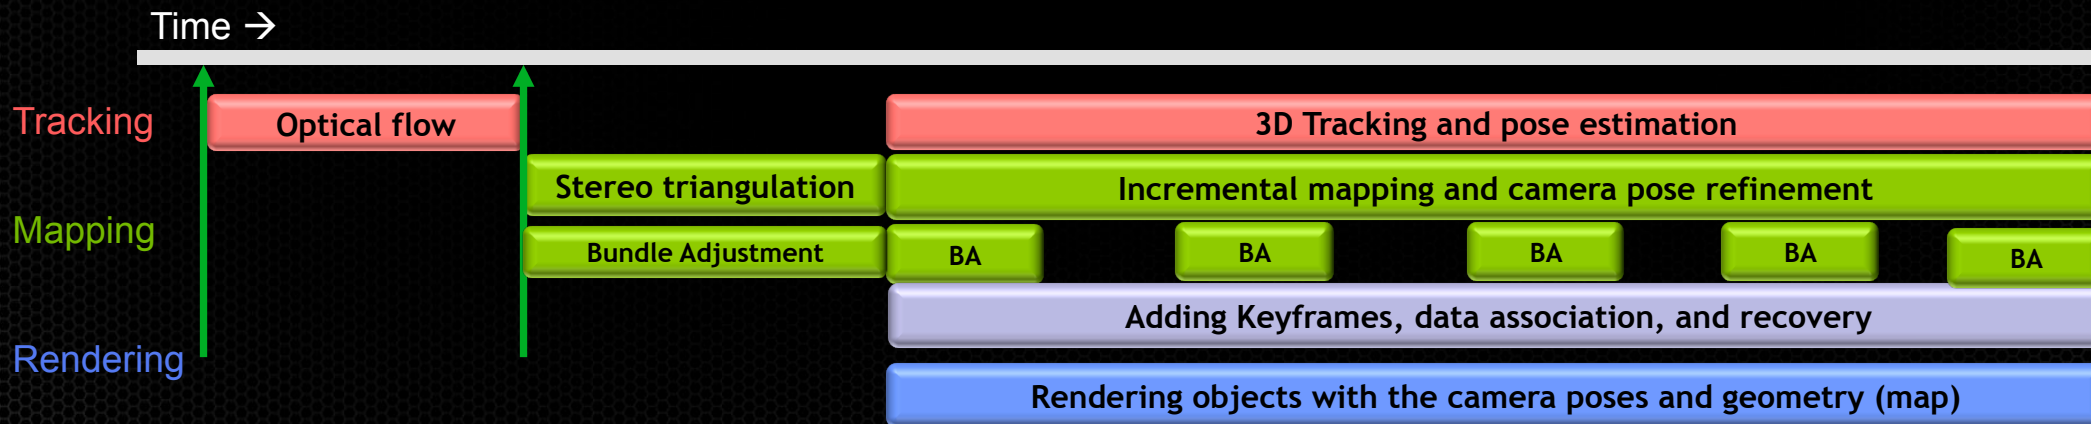 Time →
Tracking
Optical flow
3D Tracking and pose estimation
Stereo triangulation
Incremental mapping and camera pose refinement
Mapping
Bundle Adjustment
BA
BA
BA
BA
BA
Adding Keyframes, data association, and recovery
Rendering
Rendering objects with the camera poses and geometry (map)